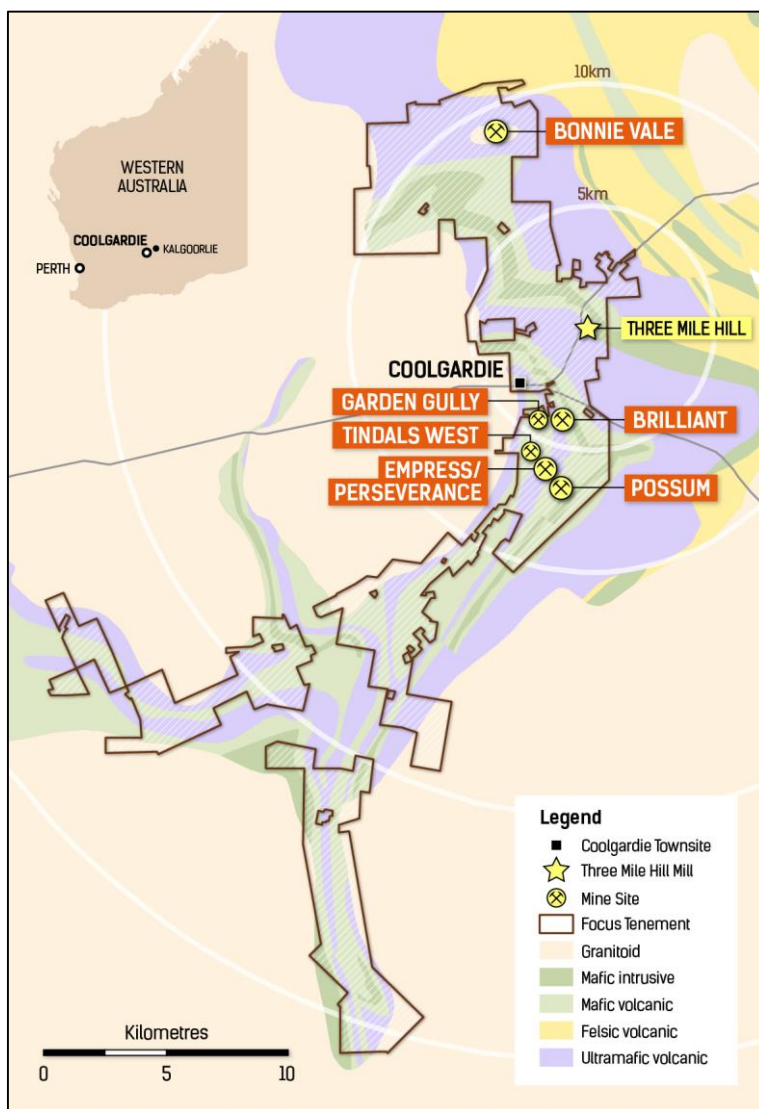 WESTERN
AUSTRALIA
COOLGARDIE
KALGOORLIE
PERTH
10km
BONNIE VALE
5km
THREE MILE HILL
COOLGARDIE
GARDEN GULLY
BRILLIANT
TINDALS WEST
EMPRESS/
PERSEVERANCE
POSSUM
Legend
Coolgardie Townsite
Three Mile Hill Mill
Mine Site
Focus Tenement
Granitoid
Mafic intrusive
Mafic volcanic
Felsic volcanic
Ultramafic volcanic
Kilometres
0 5 10